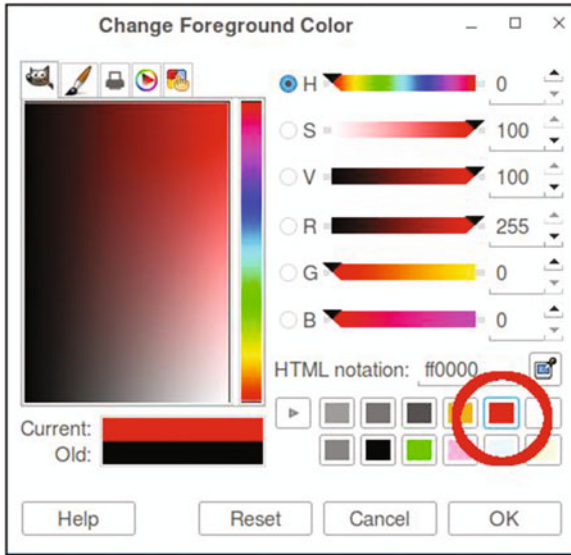 Change Foreground Color
H 0
S 100
V 100
R 255
G 0
B 0
HTML notation: ff0000
Current:
Old:
Help Reset Cancel OK